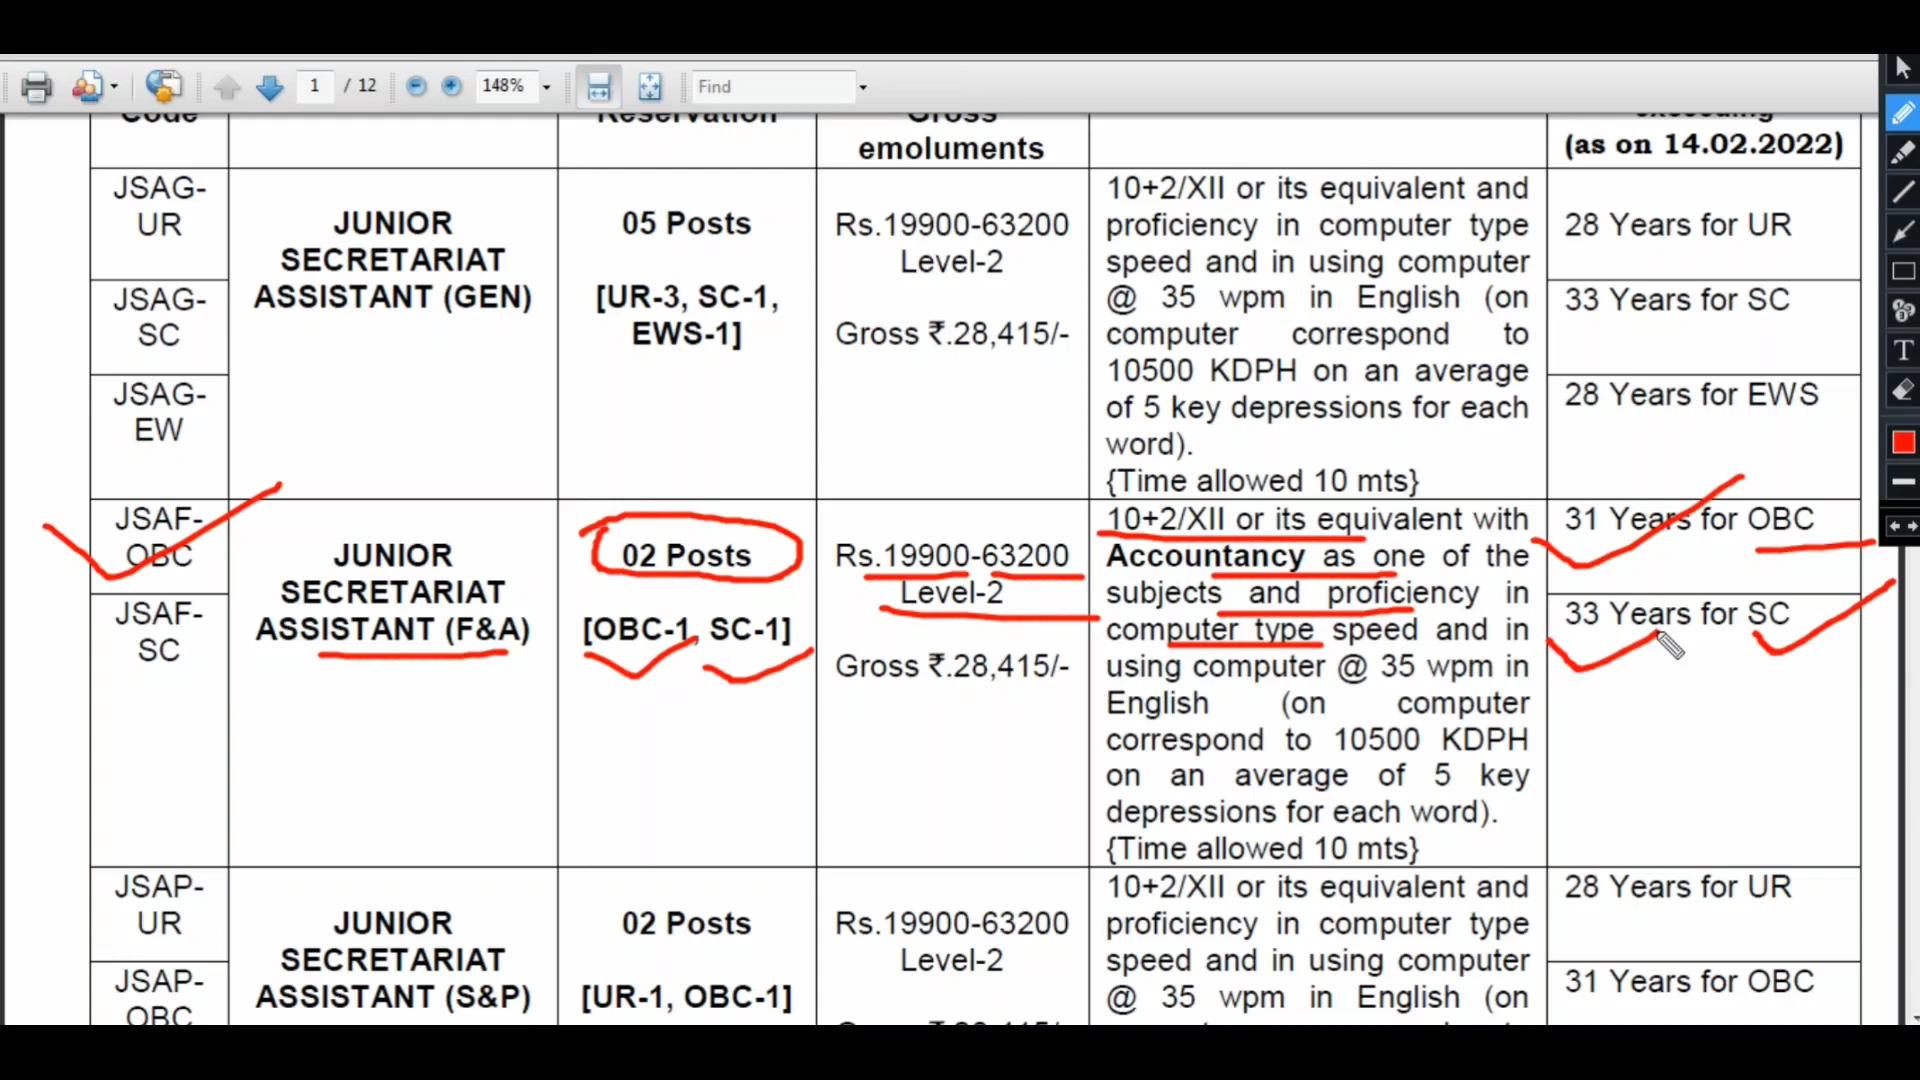 1 / 12 148% Find
Code Reservation Gross exceeding
emoluments (as on 14.02.2022)
JSAG-
UR
JSAG-
SC
JSAG-
EW
JUNIOR
SECRETARIAT
ASSISTANT (GEN)
05 Posts
[UR-3, SC-1,
EWS-1]
Rs.19900-63200
Level-2
Gross ₹.28,415/-
10+2/XII or its equivalent and
proficiency in computer type
speed and in using computer
@ 35 wpm in English (on
computer correspond to
10500 KDPH on an average
of 5 key depressions for each
word).
{Time allowed 10 mts}
28 Years for UR
33 Years for SC
28 Years for EWS
JSAF-
OBC
JSAF-
SC
JUNIOR
SECRETARIAT
ASSISTANT (F&A)
02 Posts
[OBC-1, SC-1]
Rs.19900-63200
Level-2
Gross ₹.28,415/-
10+2/XII or its equivalent with
Accountancy as one of the
subjects and proficiency in
computer type speed and in
using computer @ 35 wpm in
English (on computer
correspond to 10500 KDPH
on an average of 5 key
depressions for each word).
{Time allowed 10 mts}
31 Years for OBC
33 Years for SC
JSAP-
UR
JSAP-
OBC
JUNIOR
SECRETARIAT
ASSISTANT (S&P)
02 Posts
[UR-1, OBC-1]
Rs.19900-63200
Level-2
10+2/XII or its equivalent and
proficiency in computer type
speed and in using computer
@ 35 wpm in English (on
28 Years for UR
31 Years for OBC
T